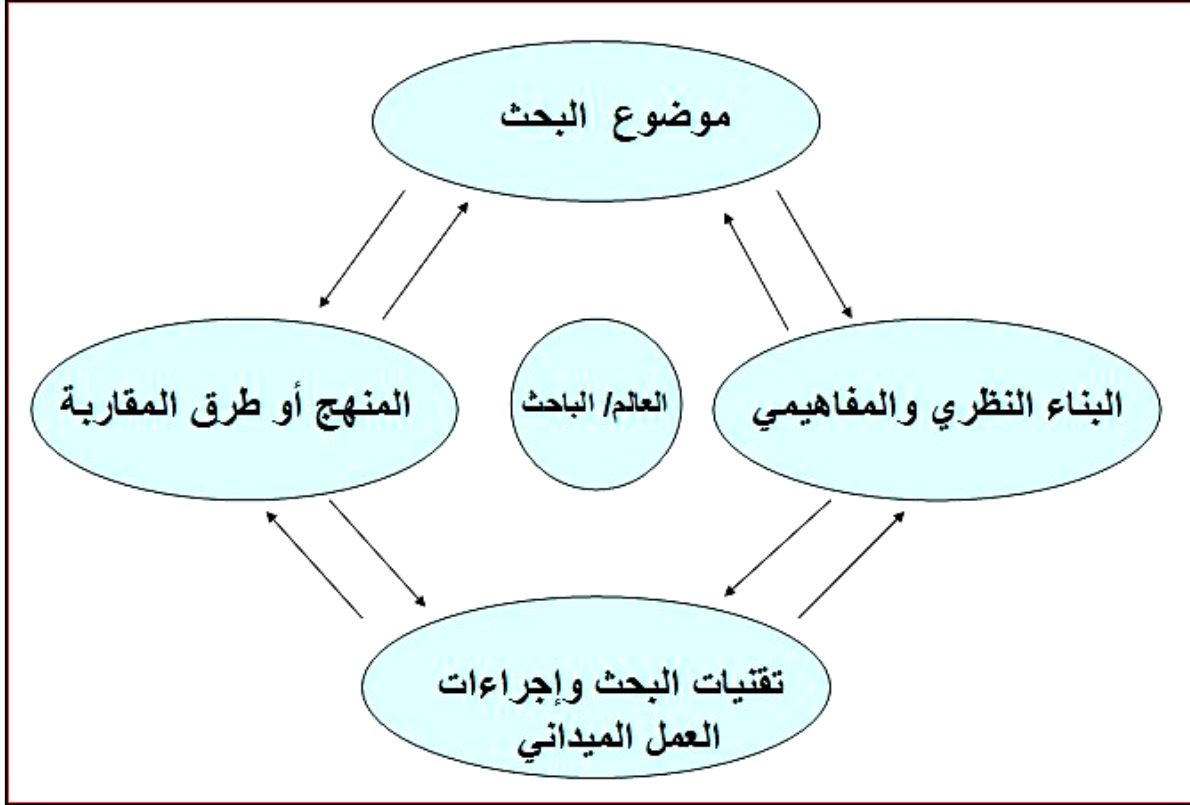 موضوع البحث
البناء النظري والمفاهيمي
العالم/ الباحث
المنهج أو طرق المقاربة
تقنيات البحث وإجراءات
العمل الميداني